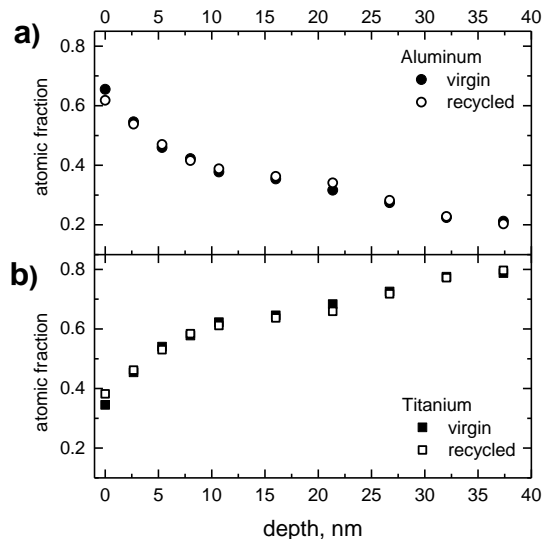 0 5 10 15 20 25 30 35 40
a)
0.8
0.6
0.4
0.2
atomic fraction
Aluminum
virgin
recycled
b)
0.8
0.6
0.4
0.2
atomic fraction
Titanium
virgin
recycled
0 5 10 15 20 25 30 35 40
depth, nm